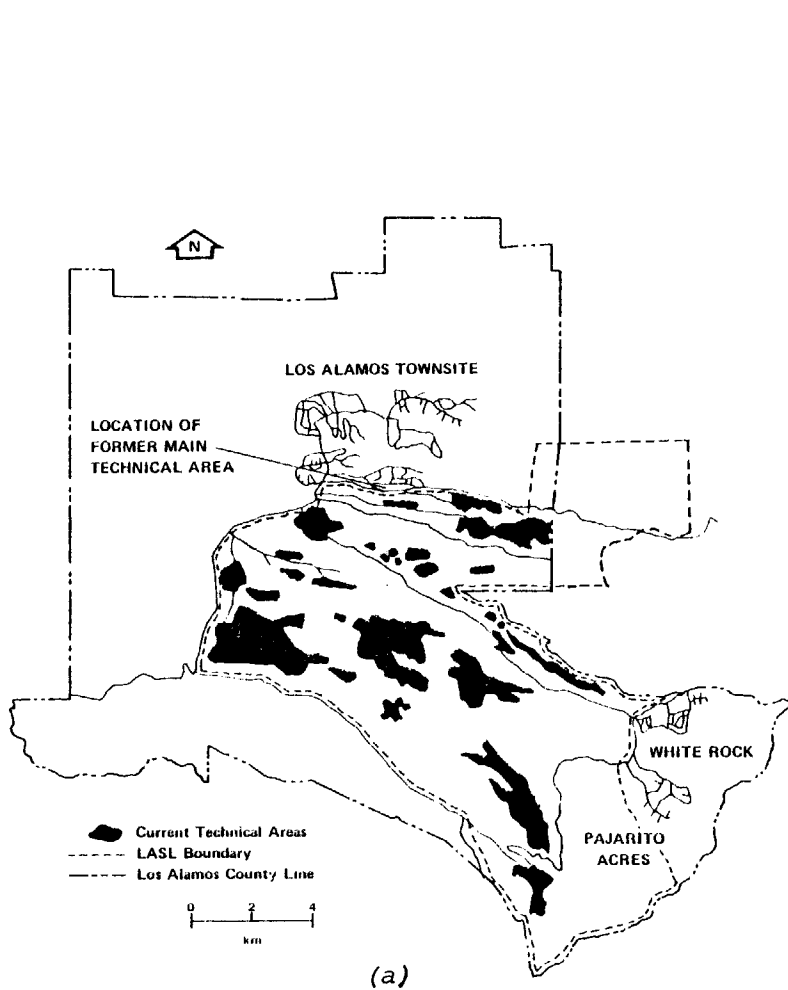 N
LOS ALAMOS TOWNSITE
LOCATION OF
FORMER MAIN
TECHNICAL AREA
WHITE ROCK
PAJARITO
ACRES
Current Technical Areas
LASL Boundary
Los Alamos County Line
0 2 4
km
(a)